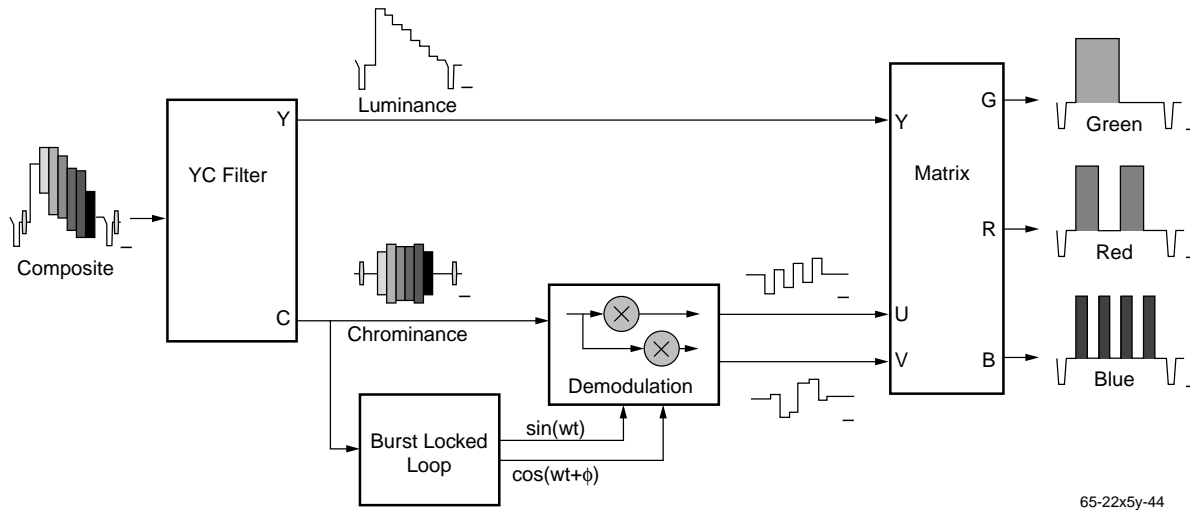 Luminance
Y
YC Filter
Composite
C
Chrominance
Demodulation
Burst Locked
Loop
sin(wt)
cos(wt+ϕ)
Y
Matrix
U
V
G
R
B
Green
Red
Blue
65-22x5y-44